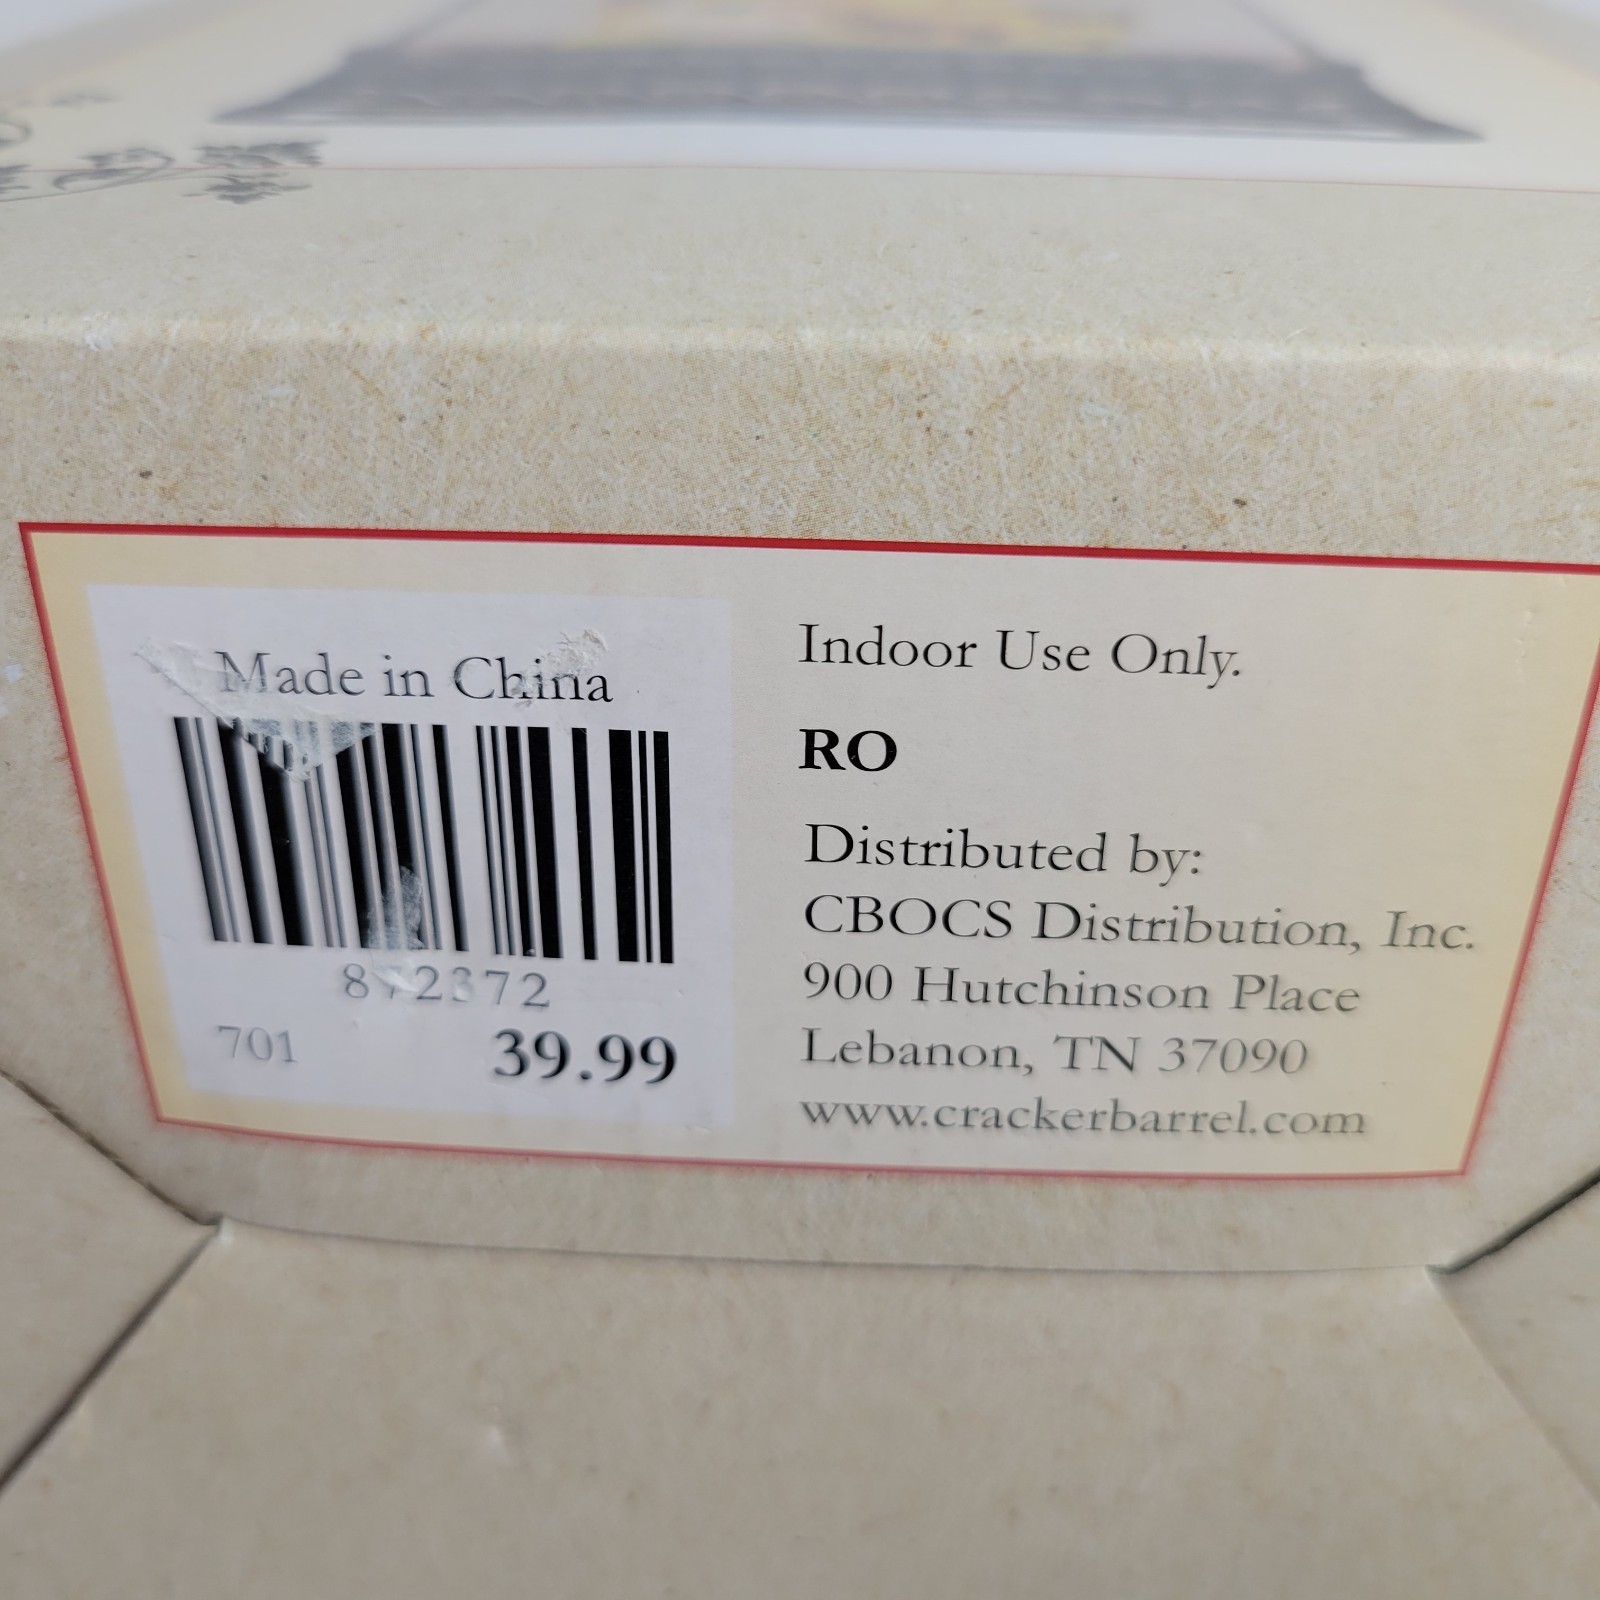 Made in China
701
39.99
Indoor Use Only.
RO
Distributed by:
CBOCS Distribution, Inc.
900 Hutchinson Place
Lebanon, TN 37090
www.crackerbarrel.com